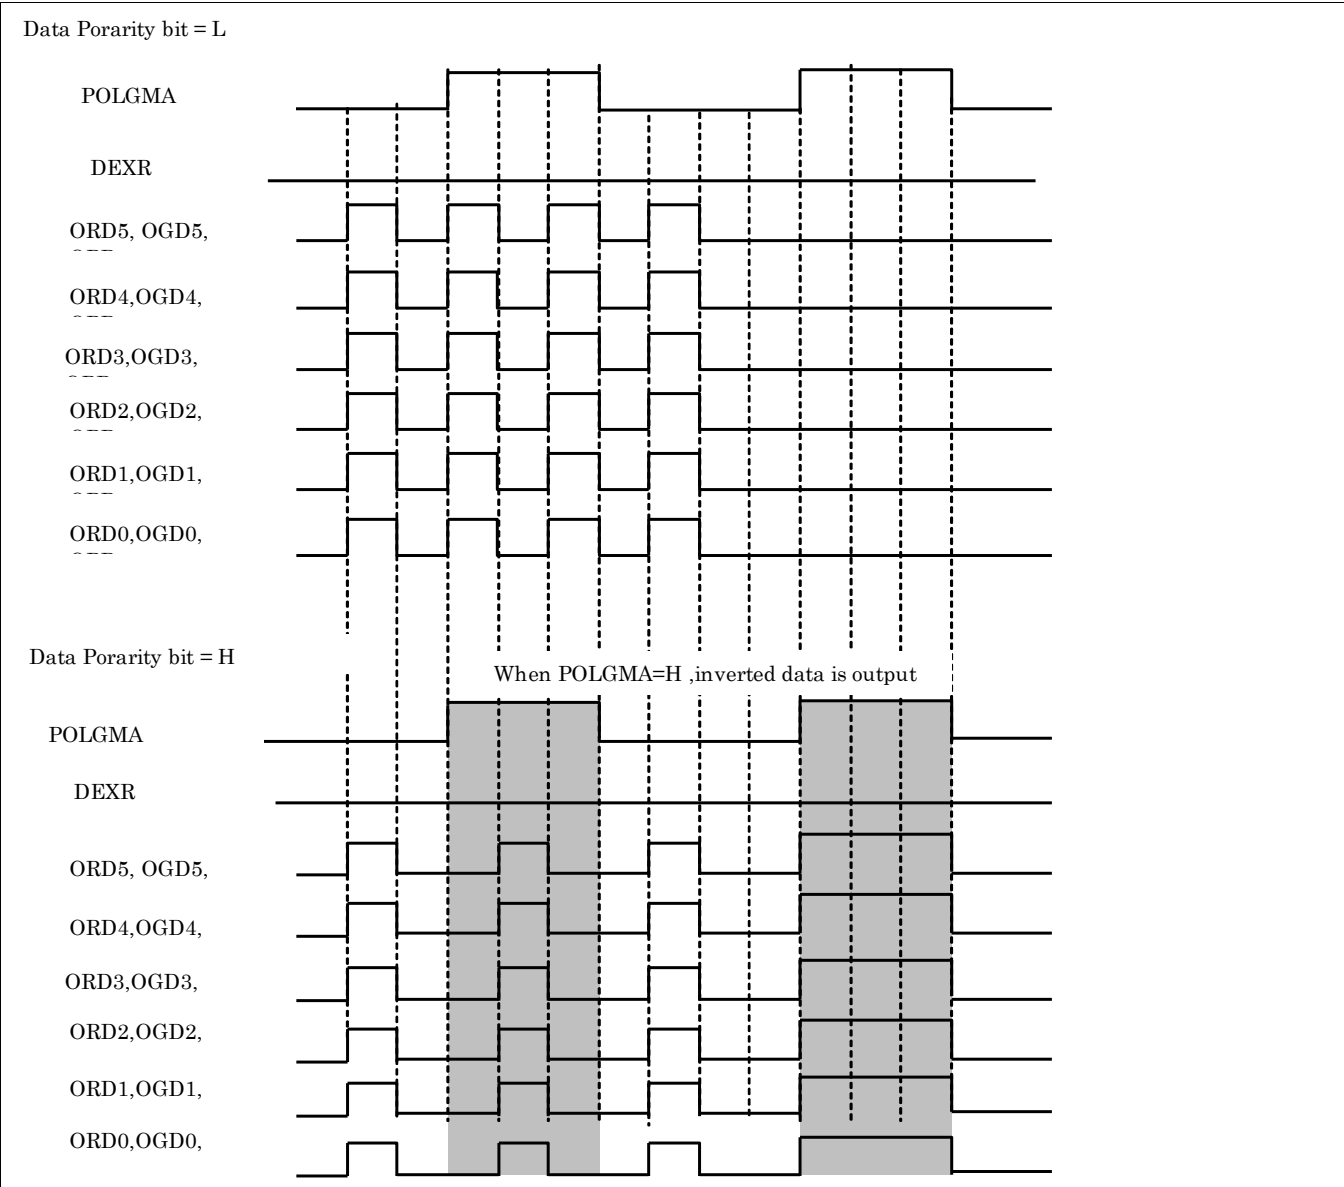 Data Porarity bit = L
POLGMA
DEXR
ORD5, OGD5,
ORD4,OGD4,
ORD3,OGD3,
ORD2,OGD2,
ORD1,OGD1,
ORD0,OGD0,
Data Porarity bit = H
When POLGMA=H ,inverted data is output
POLGMA
DEXR
ORD5, OGD5,
ORD4,OGD4,
ORD3,OGD3,
ORD2,OGD2,
ORD1,OGD1,
ORD0,OGD0,